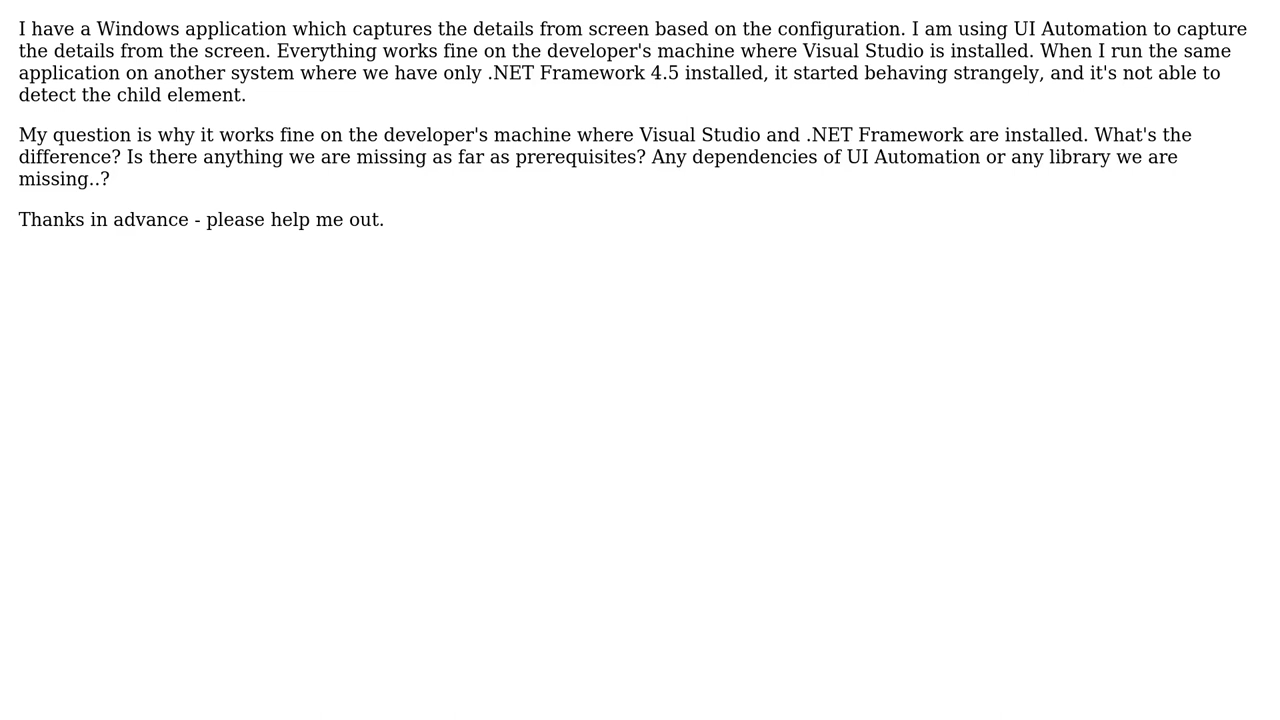 I have a Windows application which captures the details from screen based on the configuration. I am using UI Automation to capture
the details from the screen. Everything works fine on the developer's machine where Visual Studio is installed. When I run the same
application on another system where we have only .NET Framework 4.5 installed, it started behaving strangely, and it's not able to
detect the child element.
My question is why it works fine on the developer's machine where Visual Studio and .NET Framework are installed. What's the
difference? Is there anything we are missing as far as prerequisites? Any dependencies of UI Automation or any library we are
missing..?
Thanks in advance - please help me out.